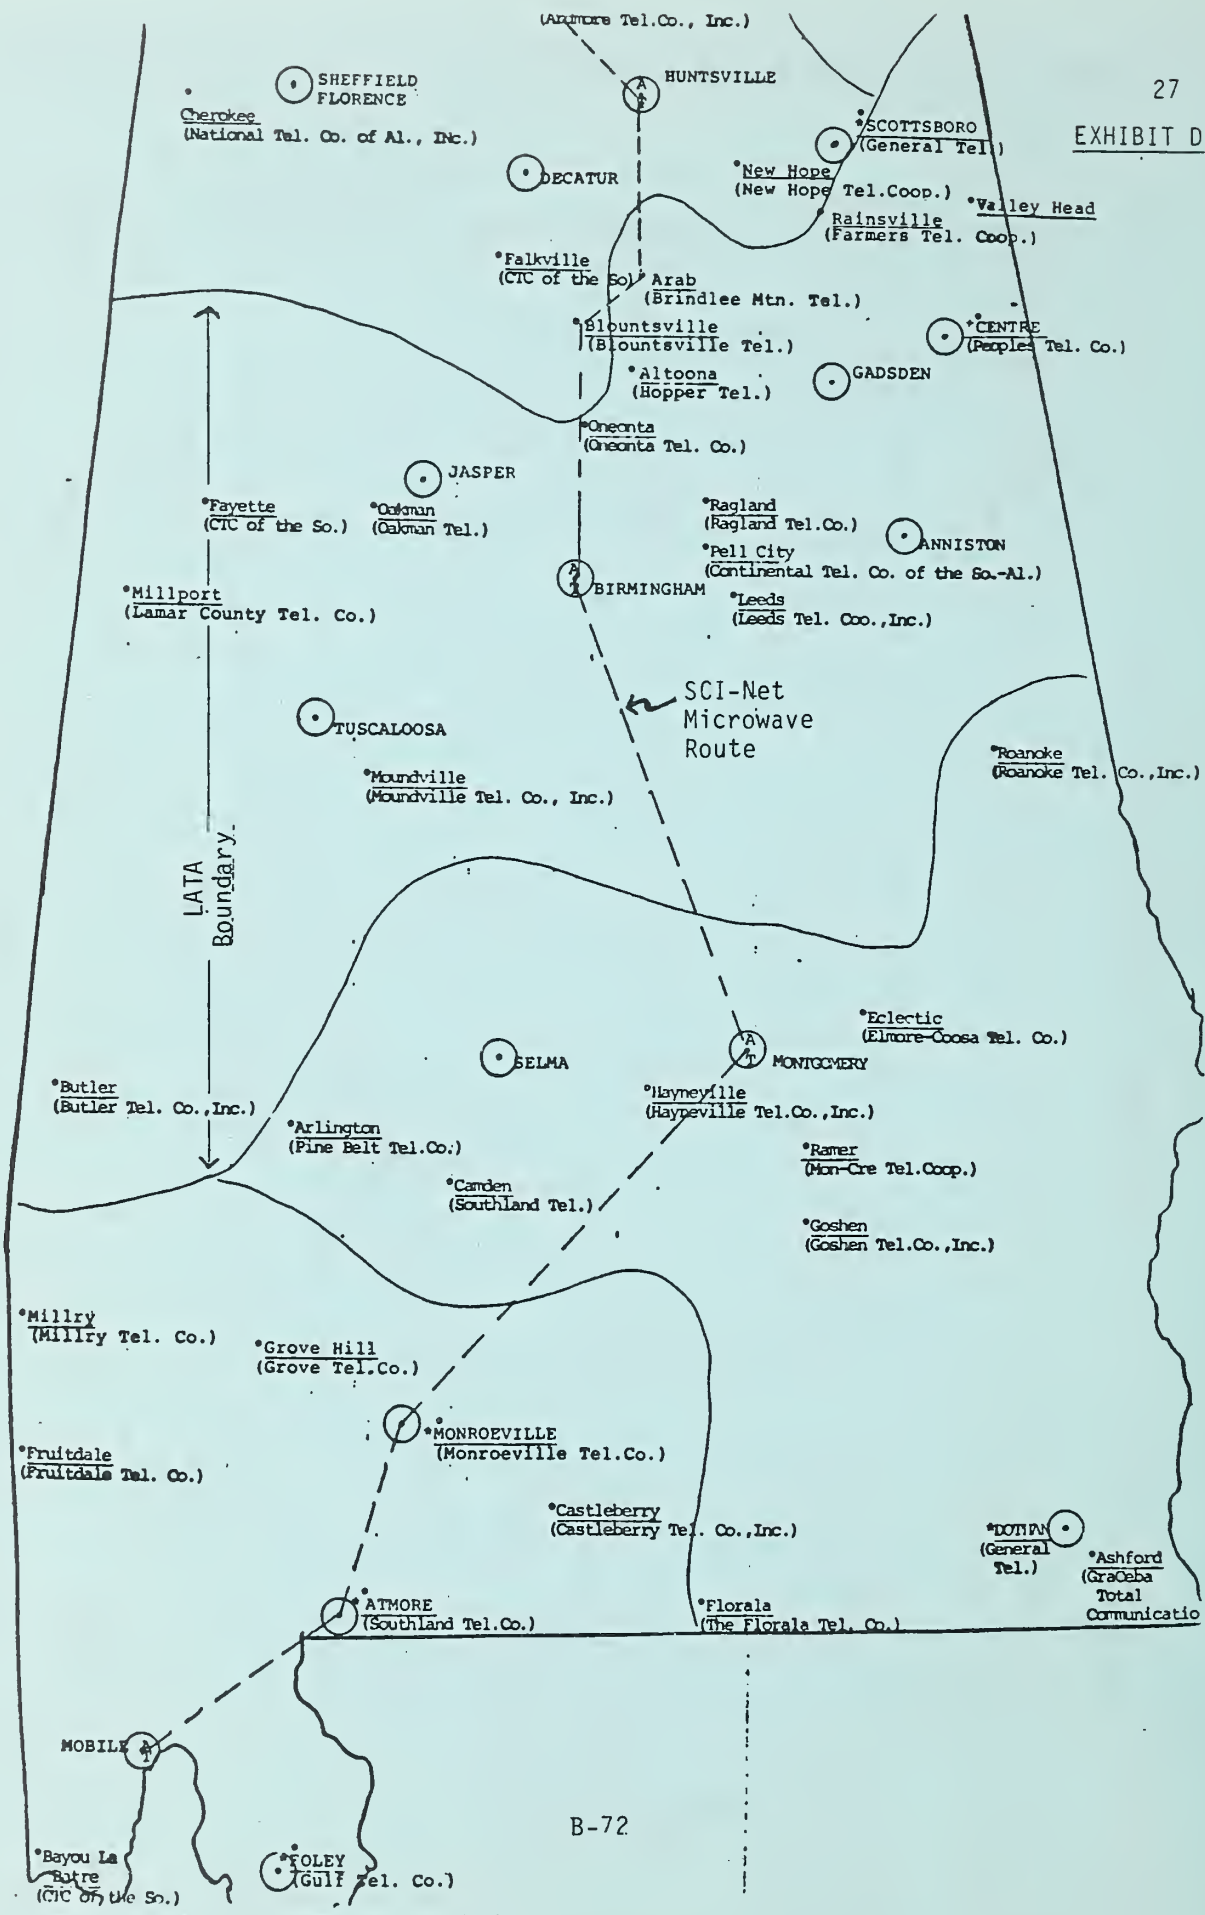 (Ardmore Tel.Co., Inc.)
HUNTSVILLE
A
T
27
EXHIBIT D
SHEFFIELD
FLORENCE
Cherokee
(National Tel. Co. of Al., INc.)
*SCOTTSBORO
(General Tel.)
DECATUR
New Hope
(New Hope Tel.Coop.)
Valley Head
Rainsville
(Farmers Tel. Coop.)
Falkville
(CTC of the So)
Arab
(Brindlee Mtn. Tel.)
Blountsville
(Blountsville Tel.)
+CENTRE
(Peoples Tel. Co.)
Altoona
(Hopper Tel.)
GADSDEN
Oneonta
(Oneonta Tel. Co.)
JASPER
Fayette
(CTC of the So.)
Oakman
(Oakman Tel.)
Ragland
(Ragland Tel.Co.)
ANNISTON
Pell City
(Continental Tel. Co. of the So.-Al.)
A
T
BIRMINGHAM
Millport
(Lamar County Tel. Co.)
Leeds
(Leeds Tel. Coo.,Inc.)
SCI-Net
Microwave
Route
TUSCALOOSA
Roanoke
(Roanoke Tel. Co.,Inc.)
Moundville
(Moundville Tel. Co., Inc.)
LATA
Boundary
Eclectic
(Elmore-Coosa Tel. Co.)
A
T
MONTGOMERY
SELMA
Butler
(Butler Tel. Co.,Inc.)
Hayneville
(Hayneville Tel.Co.,Inc.)
Arlington
(Pine Belt Tel.Co.)
Ramer
(Mon-Cre Tel.Coop.)
Camden
(Southland Tel.)
Goshen
(Goshen Tel.Co.,Inc.)
Millry
(Millry Tel. Co.)
Grove Hill
(Grove Tel.Co.)
*MONROEVILLE
(Monroeville Tel.Co.)
Fruitdale
(Fruitdale Tel. Co.)
Castleberry
(Castleberry Tel. Co.,Inc.)
*DOTHAN
(General
Tel.)
Ashford
(GraCeba
Total
Communicatio
*ATMORE
(Southland Tel.Co.)
Florala
(The Florala Tel. Co.)
MOBILE
A
T
B-72
Bayou La
Batre
(CTC of the So.)
*FOLEY
(Gulf Tel. Co.)